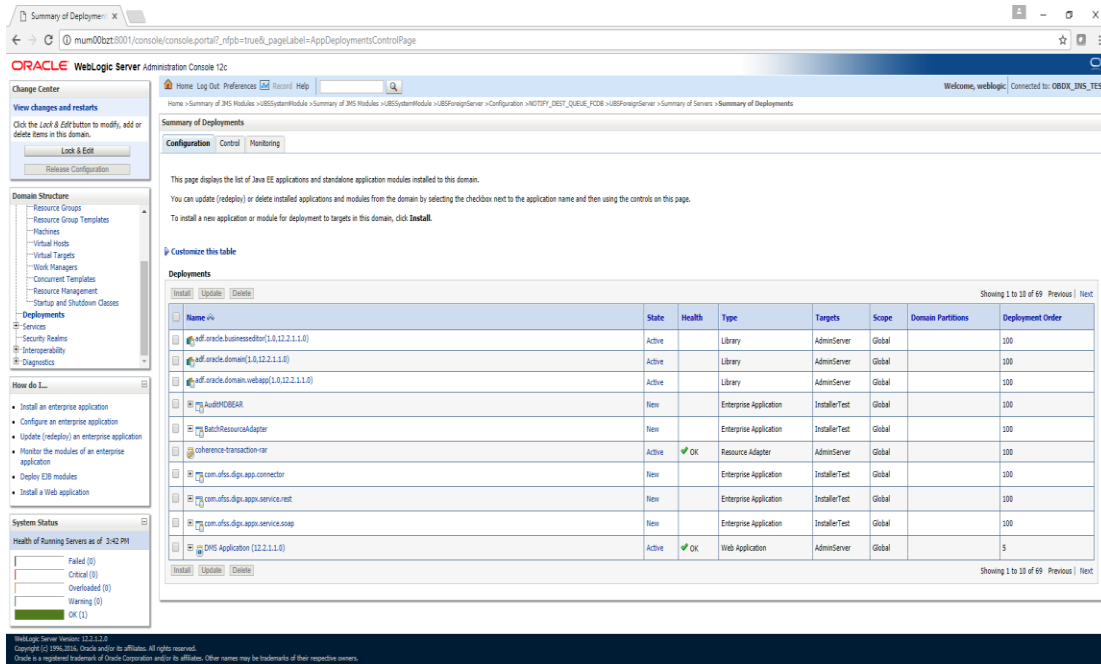 Summary of Deploymen X
mum00bzt:8001/console/console.portal?_nfpb=true&_pageLabel=AppDeploymentsControlPage
ORACLE WebLogic Server Administration Console 12c
Change Center
View changes and restarts
Click the Lock & Edit button to modify, add or
delete items in this domain.
Lock & Edit
Release Configuration
Domain Structure
Resource Groups
Resource Group Templates
Machines
Virtual Hosts
Virtual Targets
Work Managers
Concurrent Templates
Resource Management
Startup and Shutdown Classes
Deployments
Services
Security Realms
Interoperability
Diagnostics
How do I...
Install an enterprise application
Configure an enterprise application
Update (redeploy) an enterprise application
Monitor the modules of an enterprise
application
Deploy EJB modules
Install a Web application
System Status
Health of Running Servers as of 3:42 PM
Failed (0)
Critical (0)
Overloaded (0)
Warning (0)
OK (1)
Home Log Out Preferences Record Help
Welcome, weblogic Connected to: OBDX_INS_TES
Home >Summary of JMS Modules >UBSSystemModule >Summary of JMS Modules >UBSSystemModule >UBSForeignServer >Configuration >NOTIFY_DEST_QUEUE_FCDB >UBSForeignServer >Summary of Servers >Summary of Deployments
Summary of Deployments
Configuration Control Monitoring
This page displays the list of Java EE applications and standalone application modules installed to this domain.
You can update (redeploy) or delete installed applications and modules from the domain by selecting the checkbox next to the application name and then using the controls on this page.
To install a new application or module for deployment to targets in this domain, click Install.
Customize this table
Deployments
Install Update Delete Showing 1 to 10 of 69 Previous | Next
Name State Health Type Targets Scope Domain Partitions Deployment Order
adf.oracle.businesseditor(1.0,12.2.1.1.0) Active Library AdminServer Global 100
adf.oracle.domain(1.0,12.2.1.1.0) Active Library AdminServer Global 100
adf.oracle.domain.webapp(1.0,12.2.1.1.0) Active Library AdminServer Global 100
AuditMDBEAR New Enterprise Application InstallerTest Global 100
BatchResourceAdapter New Enterprise Application InstallerTest Global 100
coherence-transaction-rar Active OK Resource Adapter AdminServer Global 100
com.ofss.digx.app.connector New Enterprise Application InstallerTest Global 100
com.ofss.digx.appx.service.rest New Enterprise Application InstallerTest Global 100
com.ofss.digx.appx.service.soap New Enterprise Application InstallerTest Global 100
DMS Application (12.2.1.1.0) Active OK Web Application AdminServer Global 5
Install Update Delete Showing 1 to 10 of 69 Previous | Next
WebLogic Server Version: 12.2.1.2.0
Copyright (c) 1996,2016, Oracle and/or its affiliates. All rights reserved.
Oracle is a registered trademark of Oracle Corporation and/or its affiliates. Other names may be trademarks of their respective owners.